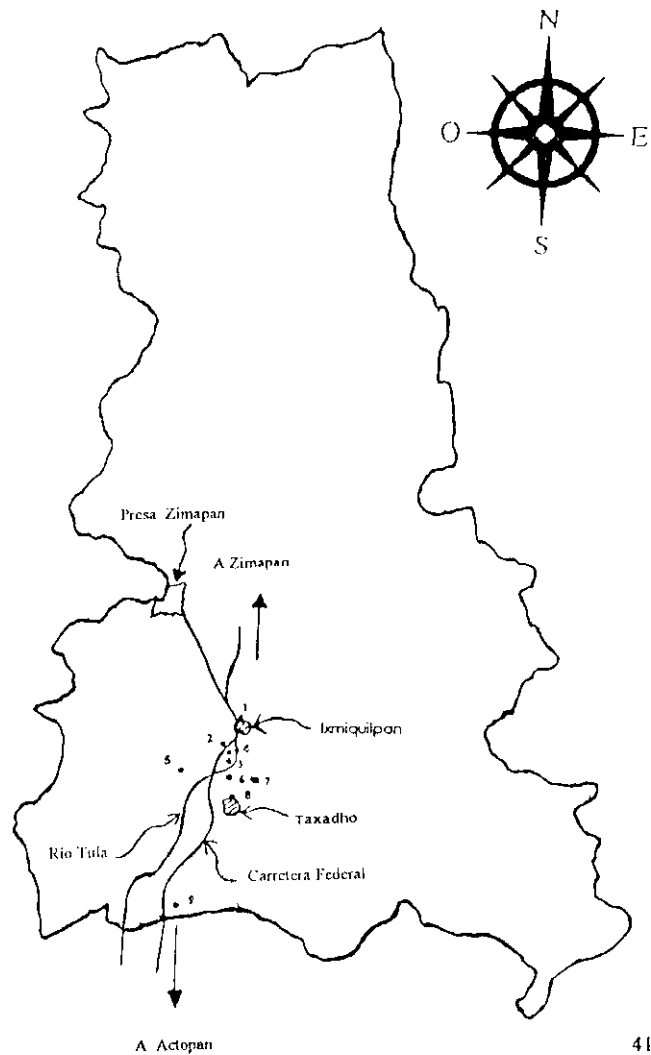 N
O
E
S
Presa Zimapan
A Zimapan
1
Ixmiquilpan
2
4
3
5
6
7
8
Taxadho
Río Tula
Carretera Federal
9
A Actopan
41